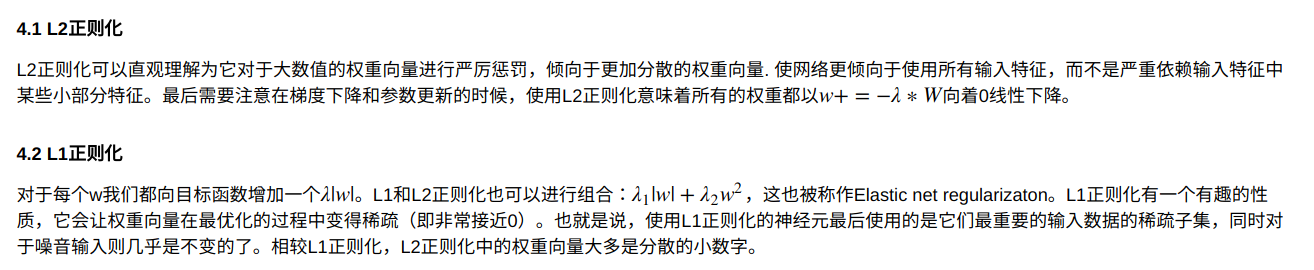 4.1 L2正则化
L2正则化可以直观理解为它对于大数值的权重向量进行严厉惩罚，倾向于更加分散的权重向量. 使网络更倾向于使用所有输入特征，而不是严重依赖输入特征中
某些小部分特征。最后需要注意在梯度下降和参数更新的时候，使用L2正则化意味着所有的权重都以w+ = −λ ∗ W向着0线性下降。
4.2 L1正则化
对于每个w我们都向目标函数增加一个λ|w|。L1和L2正则化也可以进行组合：λ₁|w| + λ₂w²，这也被称作Elastic net regularizaton。L1正则化有一个有趣的性
质，它会让权重向量在最优化的过程中变得稀疏（即非常接近0）。也就是说，使用L1正则化的神经元最后使用的是它们最重要的输入数据的稀疏子集，同时对
于噪音输入则几乎是不变的了。相较L1正则化，L2正则化中的权重向量大多是分散的小数字。